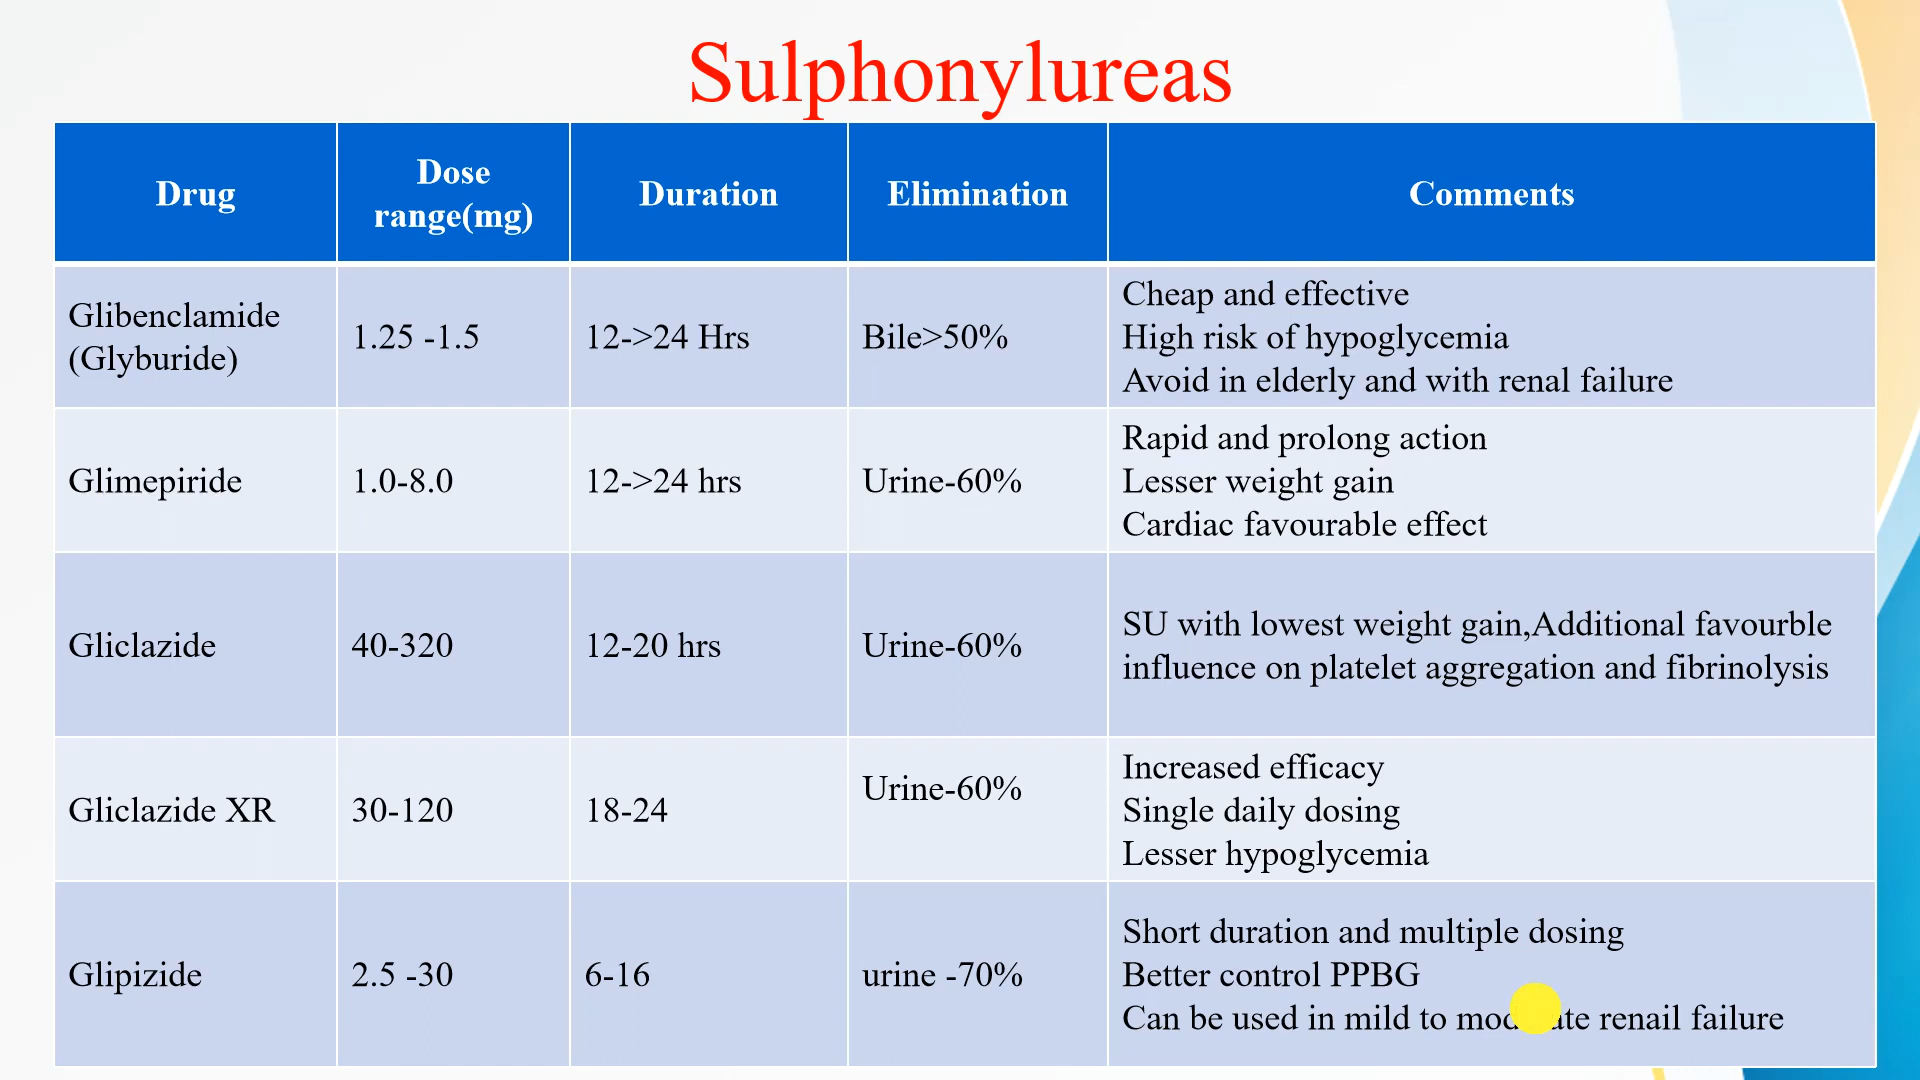 Sulphonylureas
Drug
Dose
range(mg)
Duration
Elimination
Comments
Glibenclamide
(Glyburide)
1.25 -1.5
12->24 Hrs
Bile>50%
Cheap and effective
High risk of hypoglycemia
Avoid in elderly and with renal failure
Glimepiride
1.0-8.0
12->24 hrs
Urine-60%
Rapid and prolong action
Lesser weight gain
Cardiac favourable effect
Gliclazide
40-320
12-20 hrs
Urine-60%
SU with lowest weight gain,Additional favourble
influence on platelet aggregation and fibrinolysis
Gliclazide XR
30-120
18-24
Urine-60%
Increased efficacy
Single daily dosing
Lesser hypoglycemia
Glipizide
2.5 -30
6-16
urine -70%
Short duration and multiple dosing
Better control PPBG
Can be used in mild to renail failure